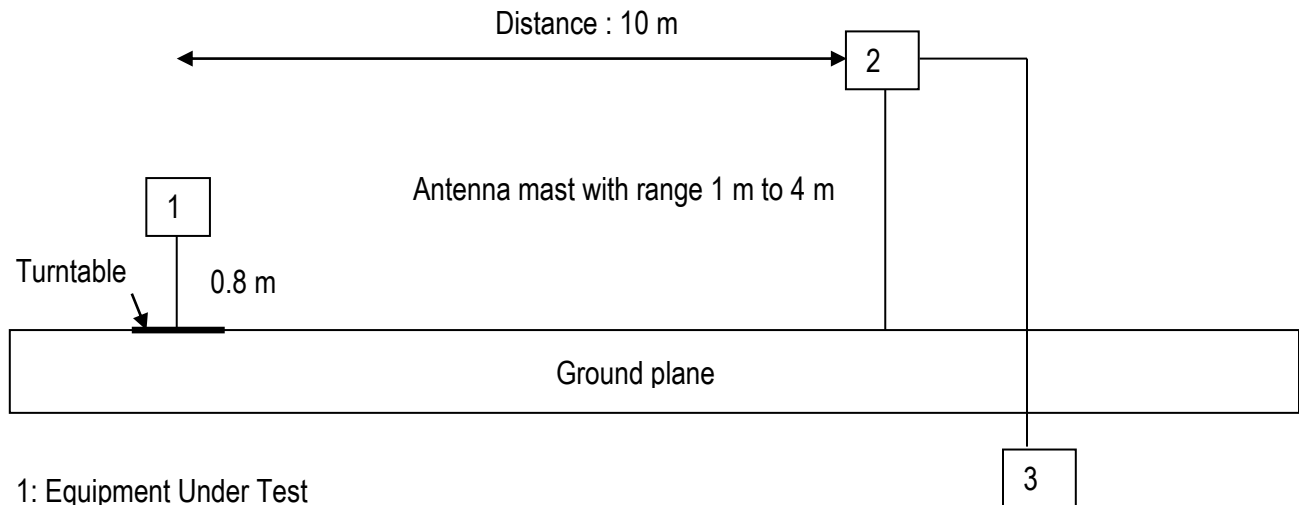 Distance : 10 m
2
Antenna mast with range 1 m to 4 m
1
Turntable
0.8 m
Ground plane
3
1: Equipment Under Test